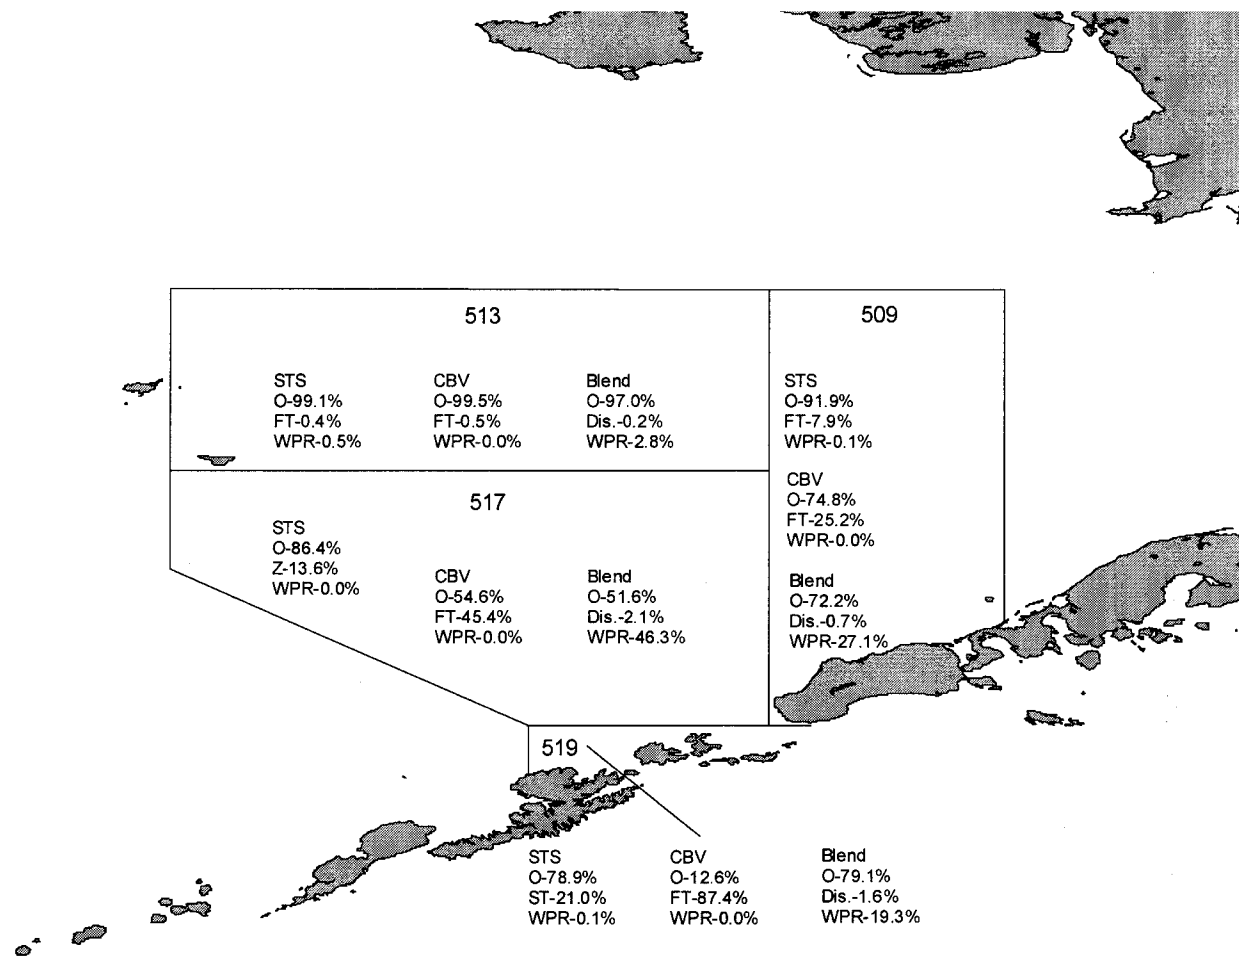 513
STS
O-99.1%
FT-0.4%
WPR-0.5%
CBV
O-99.5%
FT-0.5%
WPR-0.0%
Blend
O-97.0%
Dis.-0.2%
WPR-2.8%
509
STS
O-91.9%
FT-7.9%
WPR-0.1%
CBV
O-74.8%
FT-25.2%
WPR-0.0%
Blend
O-72.2%
Dis.-0.7%
WPR-27.1%
517
STS
O-86.4%
Z-13.6%
WPR-0.0%
CBV
O-54.6%
FT-45.4%
WPR-0.0%
Blend
O-51.6%
Dis.-2.1%
WPR-46.3%
519
STS
O-78.9%
ST-21.0%
WPR-0.1%
CBV
O-12.6%
FT-87.4%
WPR-0.0%
Blend
O-79.1%
Dis.-1.6%
WPR-19.3%